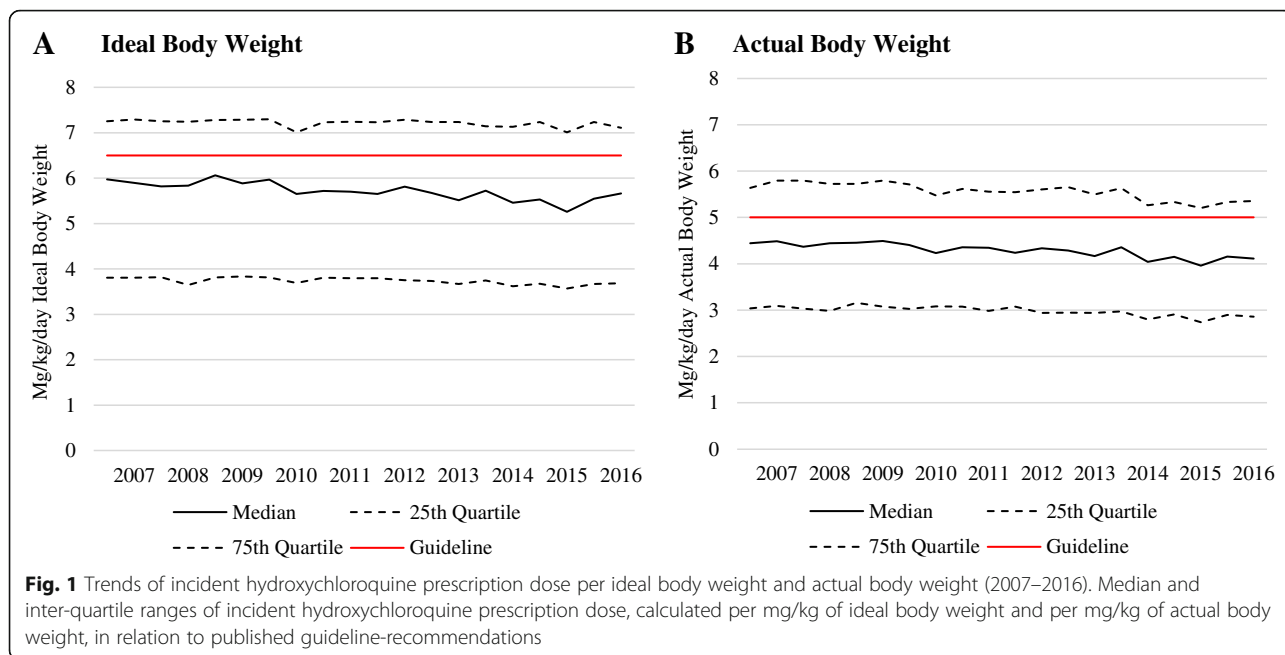 A Ideal Body Weight
8
7
6
5
4
3
2
1
0
Mg/kg/day Ideal Body Weight
2007 2008 2009 2010 2011 2012 2013 2014 2015 2016
Median 25th Quartile
75th Quartile Guideline
B Actual Body Weight
8
7
6
5
4
3
2
1
0
Mg/kg/day Actual Body Weight
2007 2008 2009 2010 2011 2012 2013 2014 2015 2016
Median 25th Quartile
75th Quartile Guideline
Fig. 1 Trends of incident hydroxychloroquine prescription dose per ideal body weight and actual body weight (2007–2016). Median and
inter-quartile ranges of incident hydroxychloroquine prescription dose, calculated per mg/kg of ideal body weight and per mg/kg of actual body
weight, in relation to published guideline-recommendations